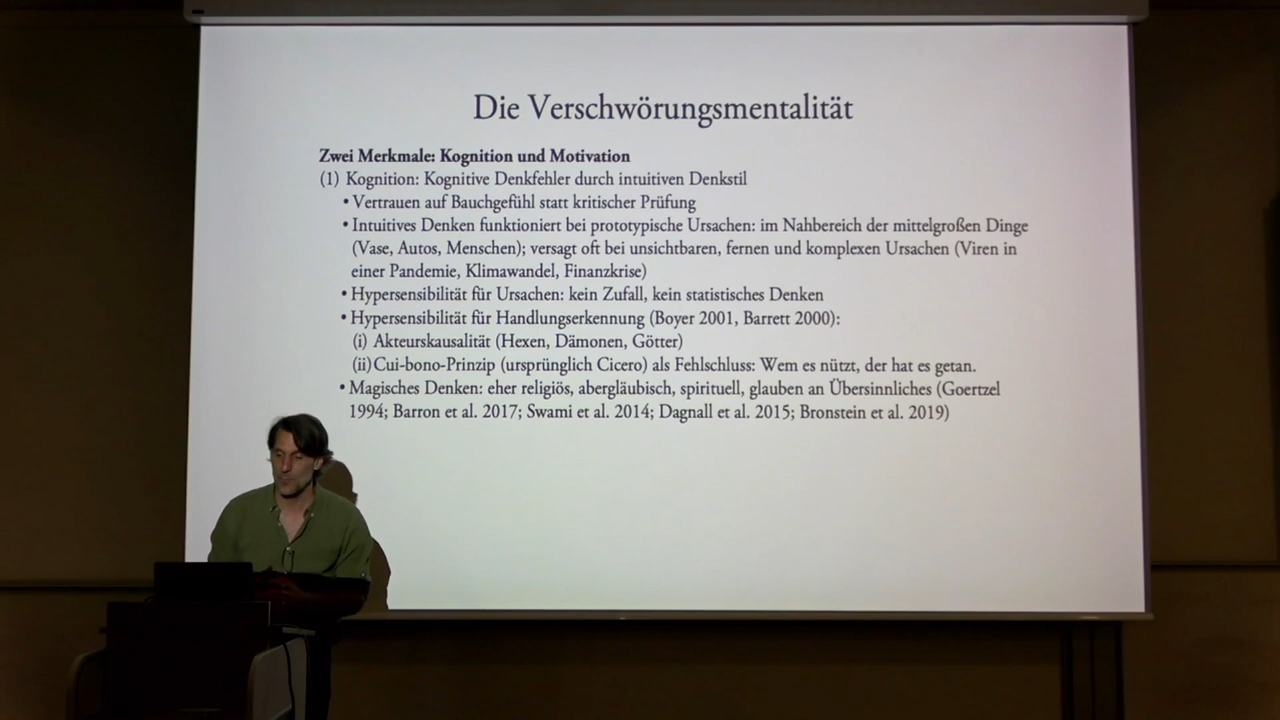 Die Verschwörungsmentalität
Zwei Merkmale: Kognition und Motivation
(1) Kognition: Kognitive Denkfehler durch intuitiven Denkstil
• Vertrauen auf Bauchgefühl statt kritischer Prüfung
• Intuitives Denken funktioniert bei prototypische Ursachen: im Nahbereich der mittelgroßen Dinge
(Vase, Autos, Menschen); versagt oft bei unsichtbaren, fernen und komplexen Ursachen (Viren in
einer Pandemie, Klimawandel, Finanzkrise)
• Hypersensibilität für Ursachen: kein Zufall, kein statistisches Denken
• Hypersensibilität für Handlungserkennung (Boyer 2001, Barrett 2000):
(i) Akteurskausalität (Hexen, Dämonen, Götter)
(ii) Cui-bono-Prinzip (ursprünglich Cicero) als Fehlschluss: Wem es nützt, der hat es getan.
• Magisches Denken: eher religiös, abergläubisch, spirituell, glauben an Übersinnliches (Goertzel
1994; Barron et al. 2017; Swami et al. 2014; Dagnall et al. 2015; Bronstein et al. 2019)